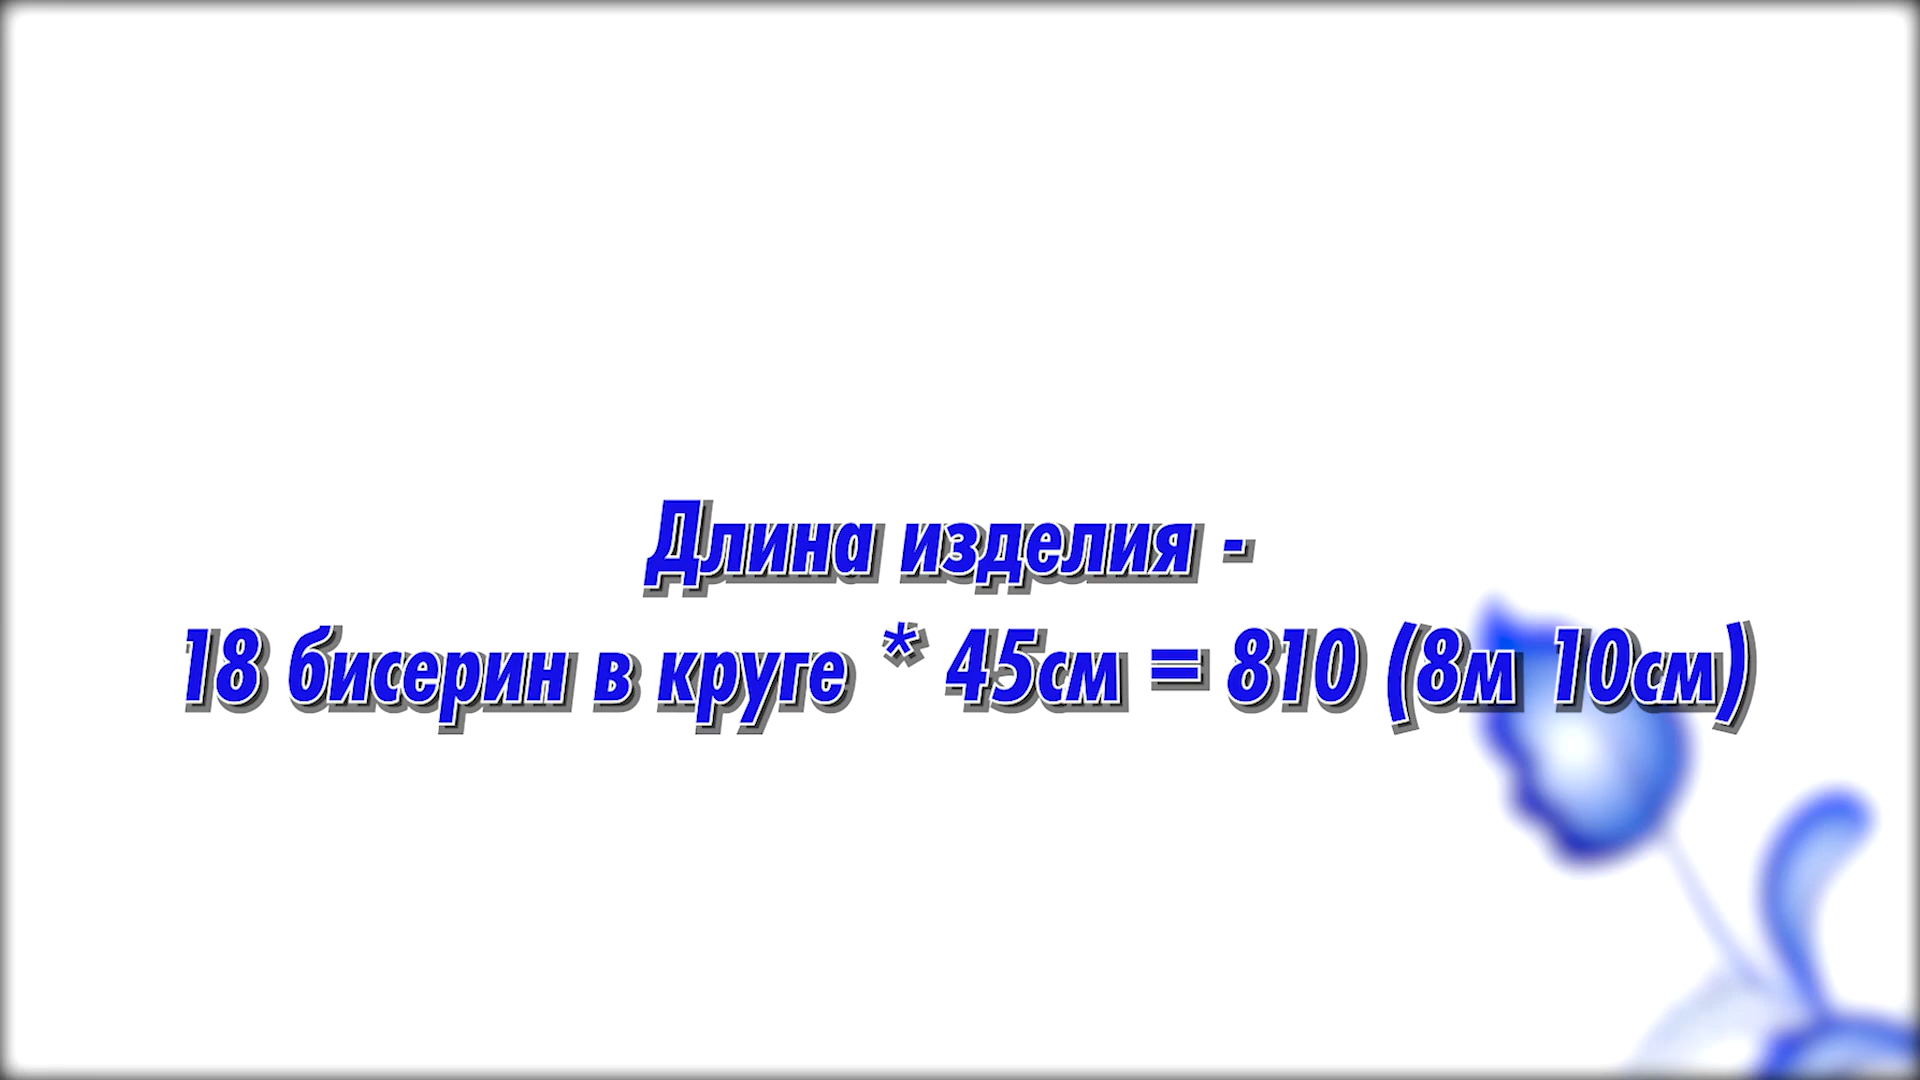 Длина изделия -
18 бисерин в круге * 45см = 810 (8м 10см)